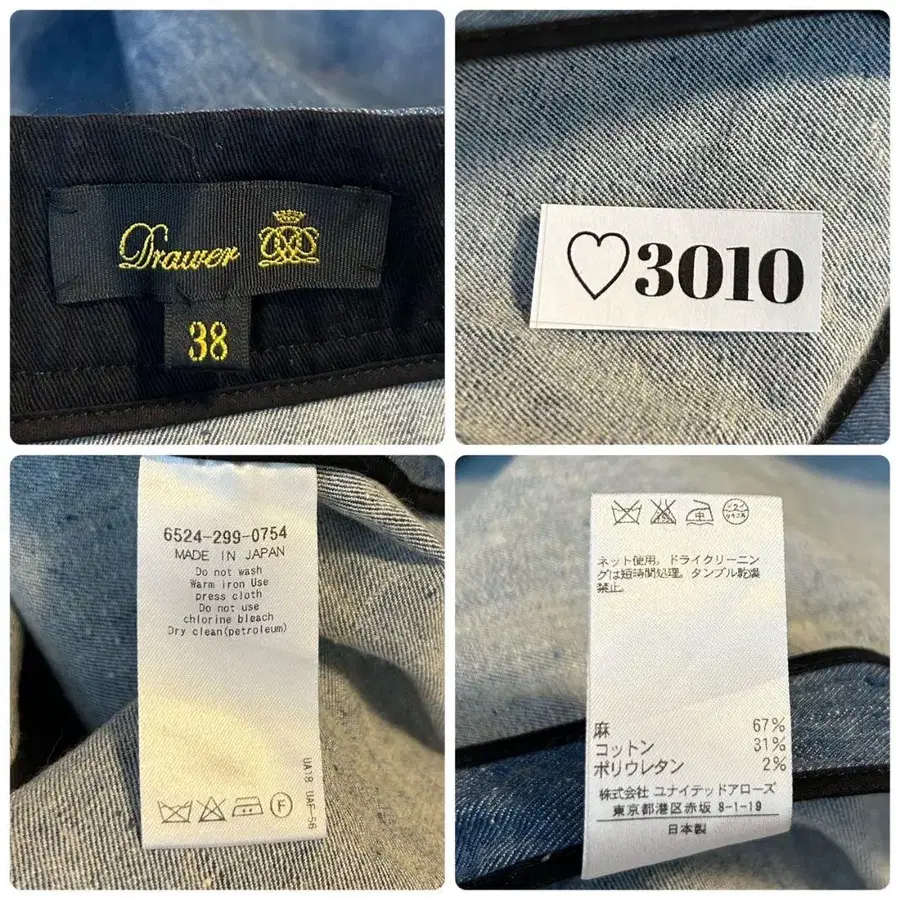 Drawer
38
♡3010
6524-299-0754
MADE IN JAPAN
Do not wash
Warm iron Use
press cloth
Do not use
chlorine bleach
Dry clean(petroleum)
F
UA18 UAF-56
中
ネット使用。ドライクリーニン
グは短時間処理。タンブル乾燥
禁止。
麻 67%
コットン 31%
ポリウレタン 2%
株式会社 ユナイテッドアローズ
東京都港区赤坂 8-1-19
日本製